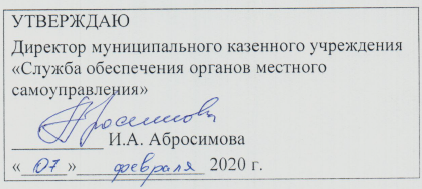 УТВЕРЖДАЮ
Директор муниципального казенного учреждения
«Служба обеспечения органов местного
самоуправления»
И.А. Абросимова
«07» февраля 2020 г.